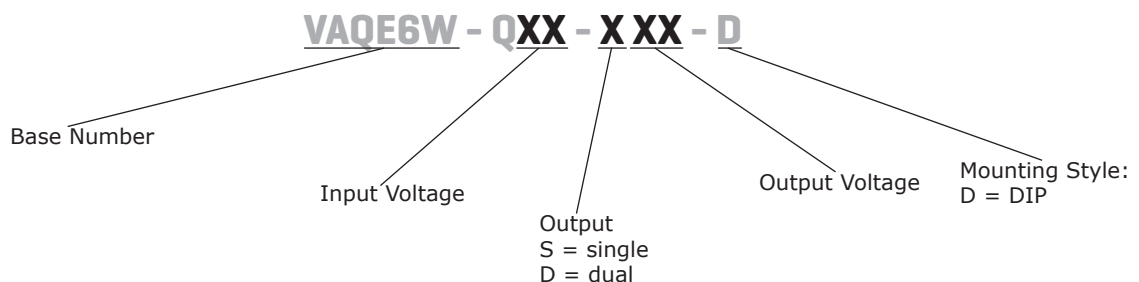 VAQE6W - QXX - X XX - D
Base Number
Input Voltage
Output
S = single
D = dual
Output Voltage
Mounting Style:
D = DIP